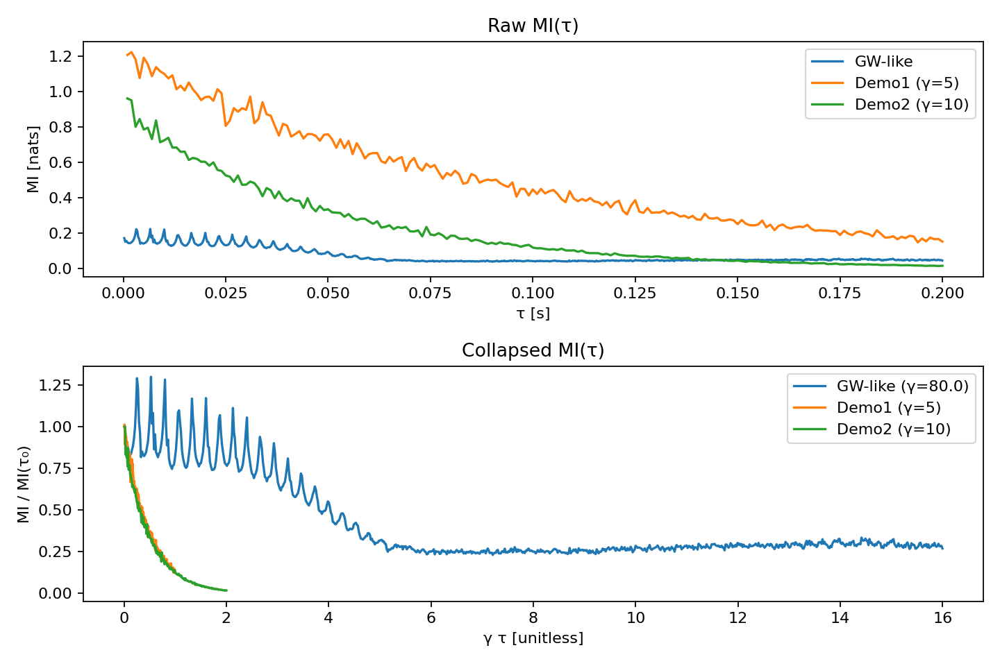 Raw MI(τ)
MI [nats]
1.2
1.0
0.8
0.6
0.4
0.2
0.0
GW-like
Demo1 (γ=5)
Demo2 (γ=10)
0.000 0.025 0.050 0.075 0.100 0.125 0.150 0.175 0.200
τ [s]
Collapsed MI(τ)
MI / MI(τ₀)
1.25
1.00
0.75
0.50
0.25
0.00
GW-like (γ=80.0)
Demo1 (γ=5)
Demo2 (γ=10)
0 2 4 6 8 10 12 14 16
γ τ [unitless]